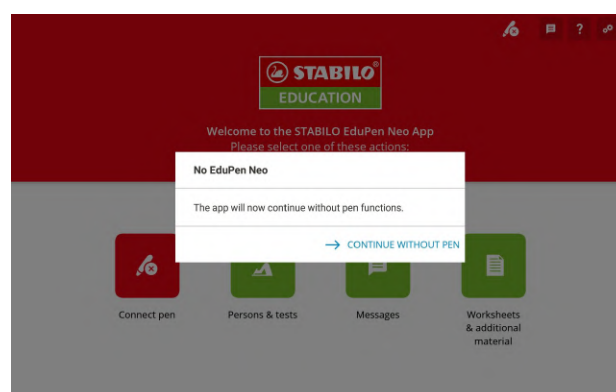 ?
STABILO®
EDUCATION
Welcome to the STABILO EduPen Neo App
Please select one of these actions:
No EduPen Neo
The app will now continue without pen functions.
→ CONTINUE WITHOUT PEN
Connect pen
Persons & tests
Messages
Worksheets
& additional
material